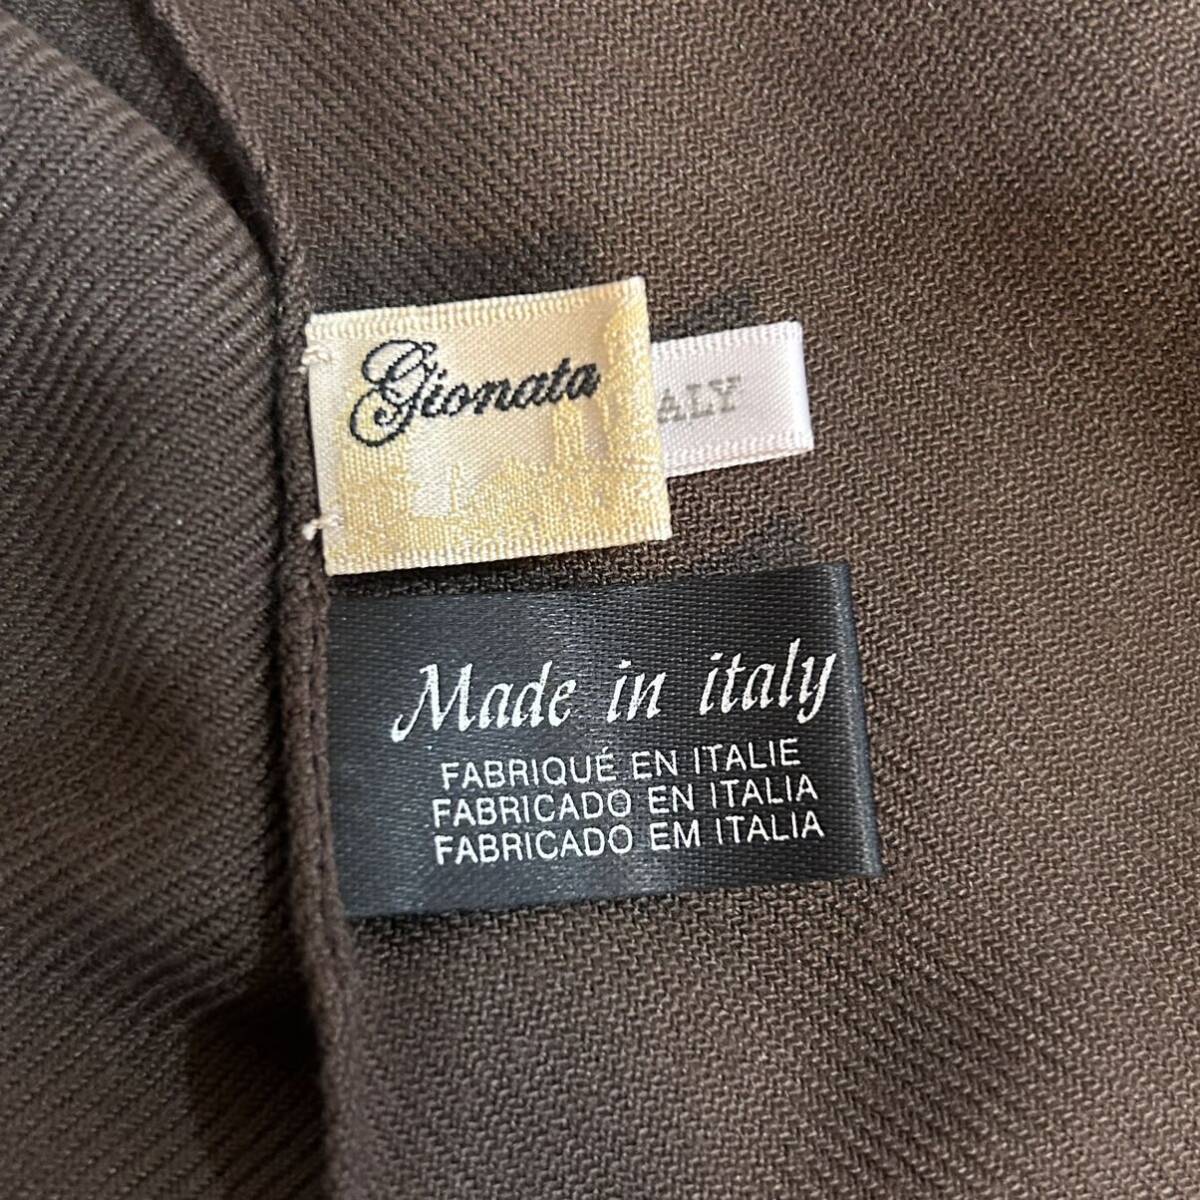 Gionata
ALY
Made in italy
FABRIQUÉ EN ITALIE
FABRICADO EN ITALIA
FABRICADO EM ITALIA